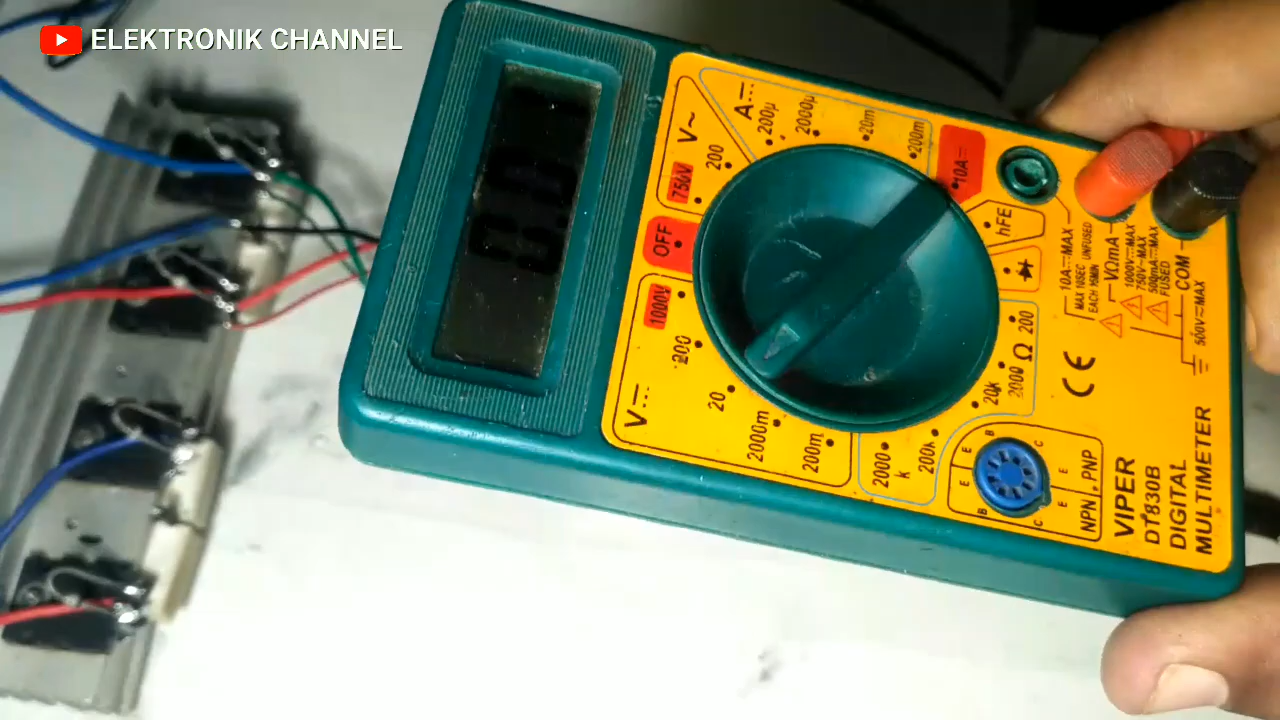 ELEKTRONIK CHANNEL
A⎓
200µ
2000µ
20m
200m
10A⎓
V~
200
750V
OFF
1000V
200
20
2000m
200m
V⎓
hFE
200
Ω
2000
20k
200k
2000
k
10A⎓MAX
MAX 10SEC UNFUSED
EACH 15MIN
VΩmA
1000V⎓MAX
750V~MAX
500mA⎓MAX
FUSED
COM
500V⎓MAX
CE
B
C
E
E
E
E
B
C
PNP
NPN
VIPER
DT830B
DIGITAL
MULTIMETER